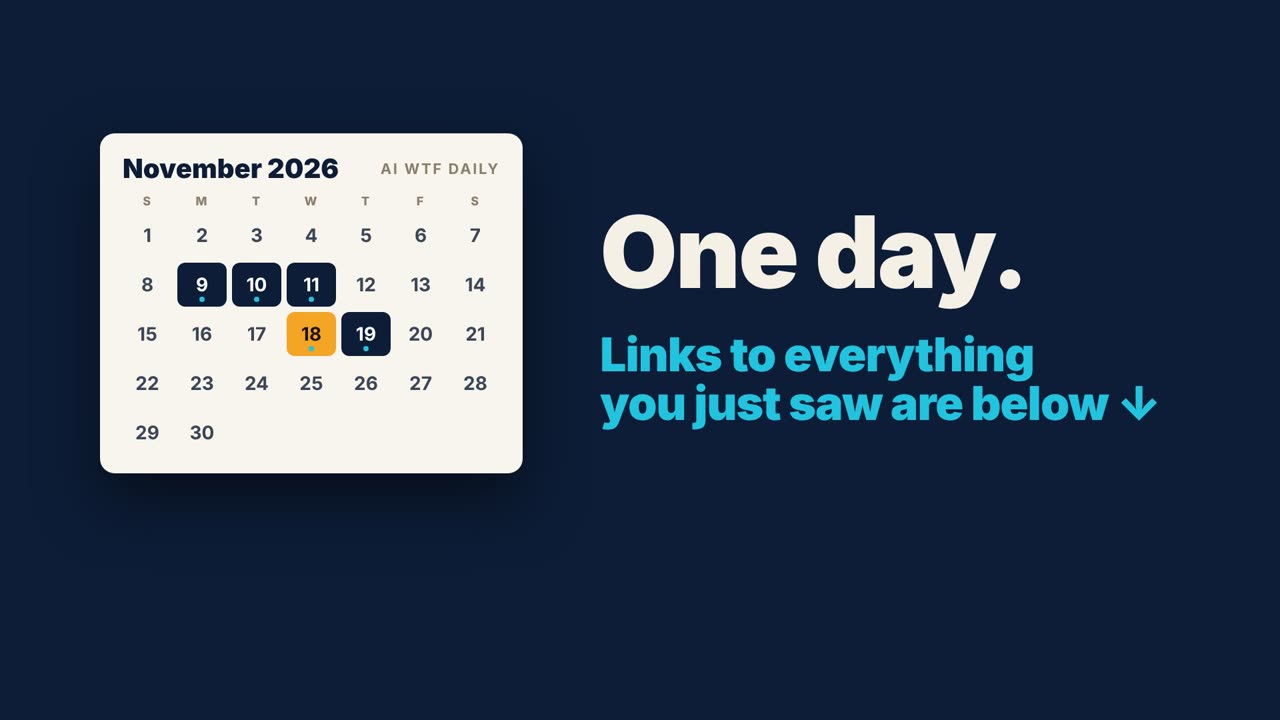 November 2026 AI WTF DAILY
S M T W T F S
1 2 3 4 5 6 7
8 9 10 11 12 13 14
15 16 17 18 19 20 21
22 23 24 25 26 27 28
29 30
One day.
Links to everything
you just saw are below ↓